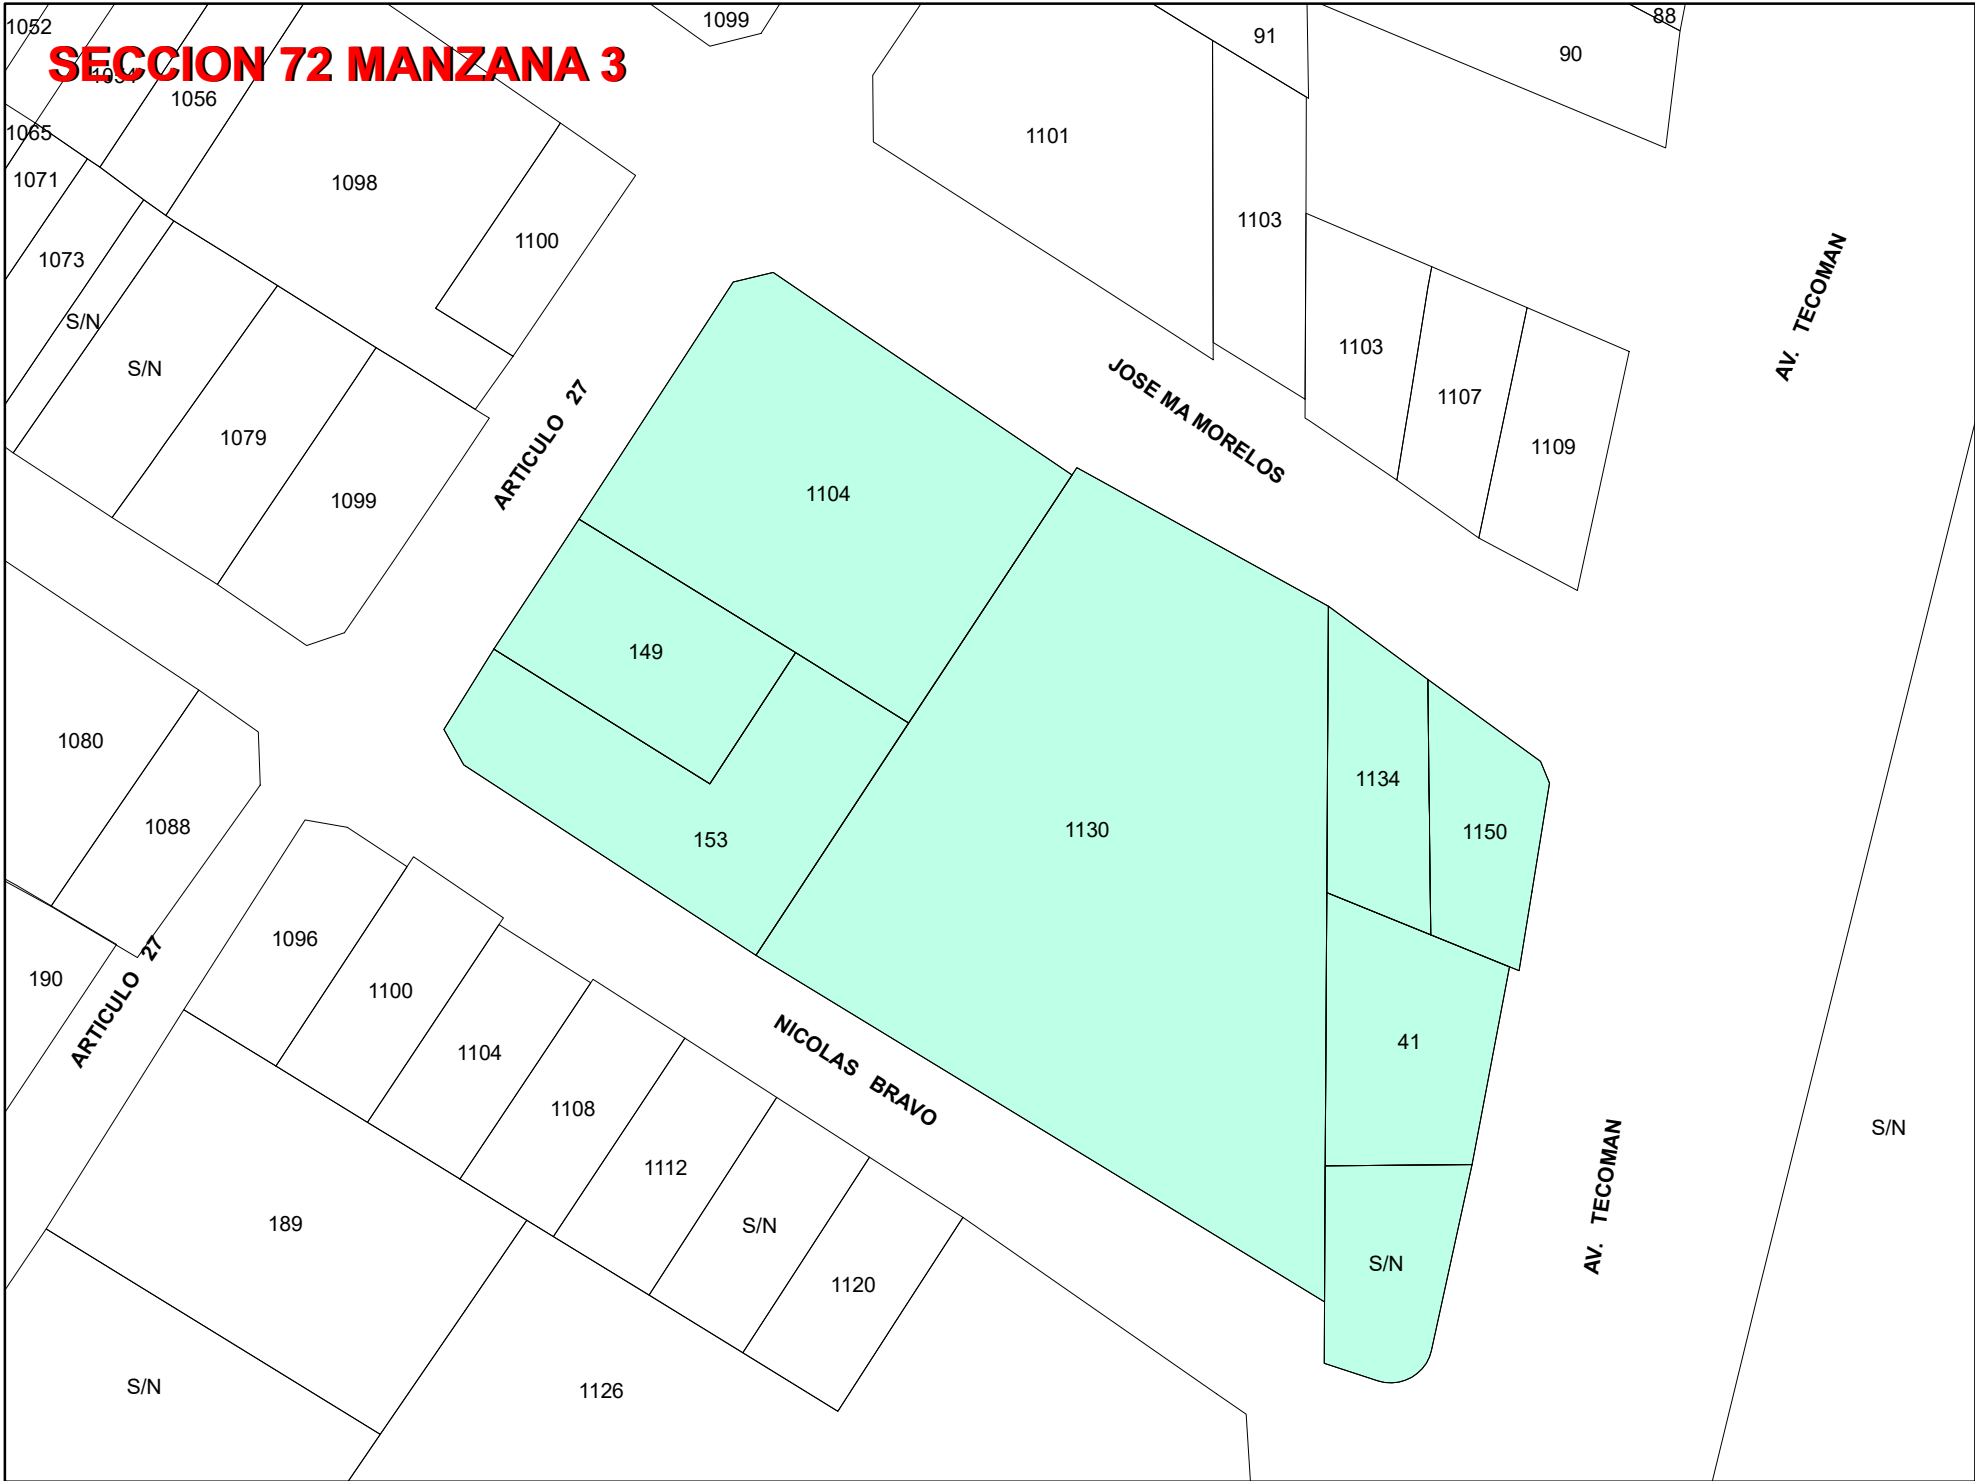 1052
1099
88
91
90
SECCION 72 MANZANA 3
1054
1056
1065
1101
1071
1098
1103
1100
1073
AV. TECOMAN
S/N
S/N
1103
1107
JOSE MA MORELOS
1079
ARTICULO 27
1109
1099
1104
149
1080
1134
1088
1130
1150
153
1096
190
1100
ARTICULO 27
1104
41
NICOLAS BRAVO
1108
S/N
1112
AV. TECOMAN
189
S/N
S/N
1120
S/N
1126